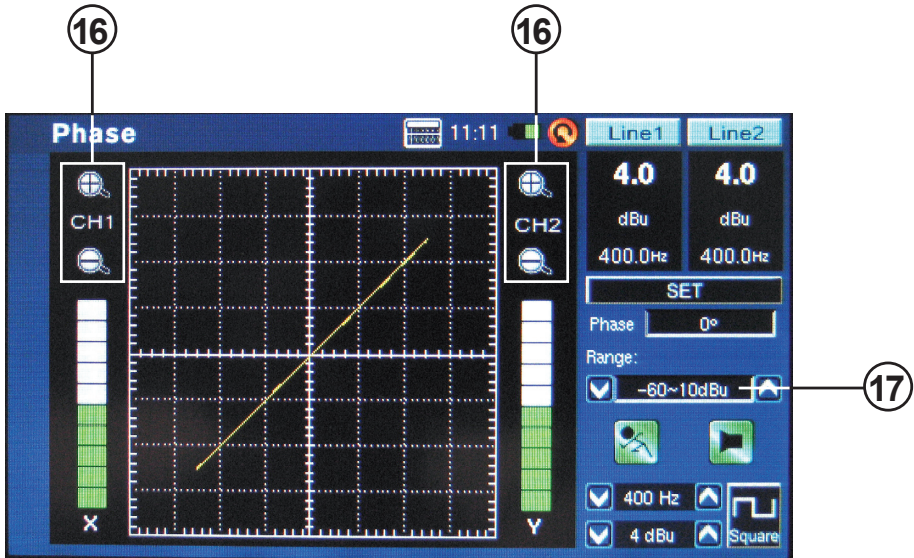 16
16
Phase
11:11
Line1
Line2
4.0
4.0
dBu
dBu
400.0Hz
400.0Hz
CH1
CH2
SET
Phase
0°
Range:
-60~10dBu
17
400 Hz
4 dBu
Square
X
Y